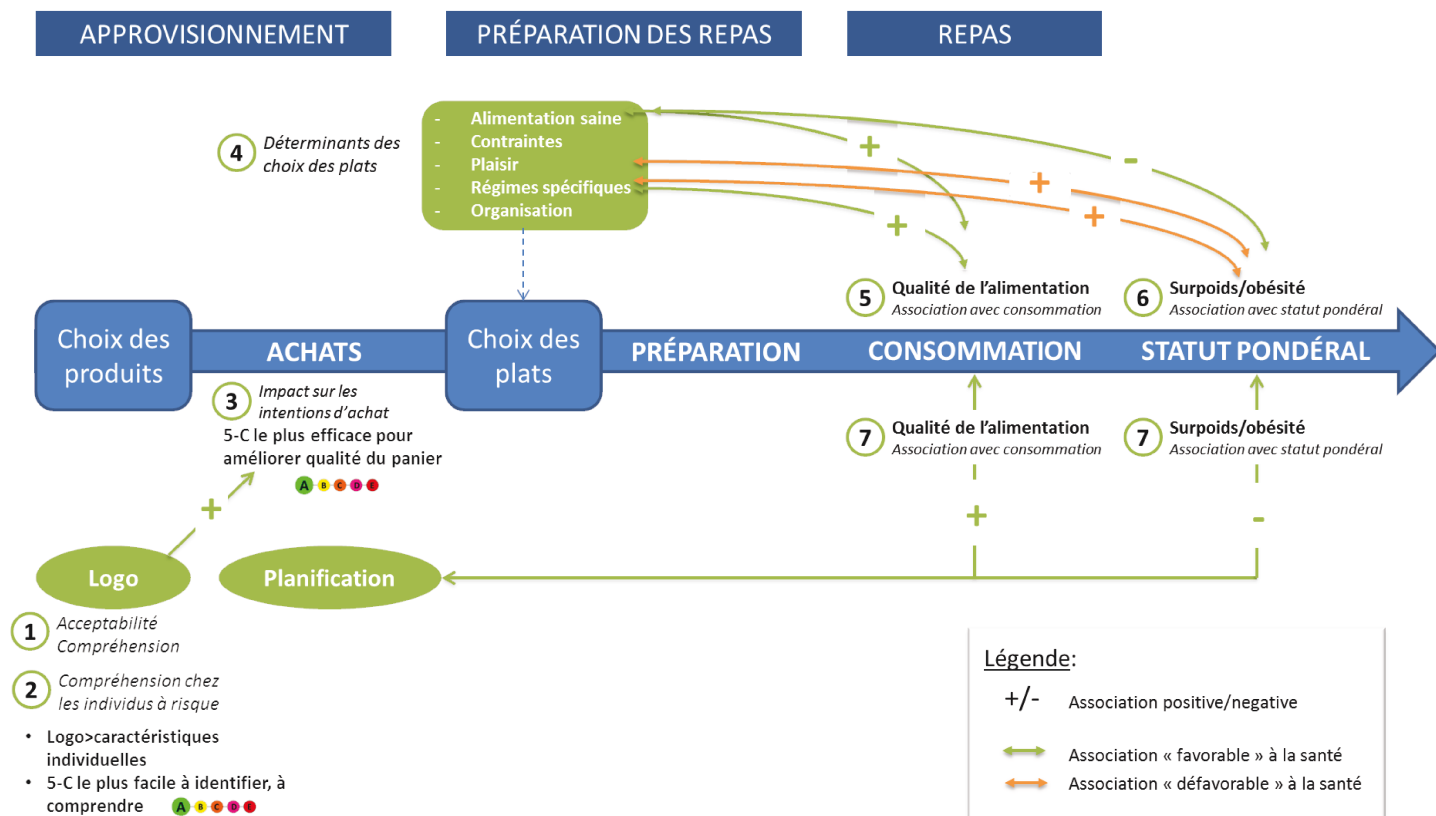 APPROVISIONNEMENT
PRÉPARATION DES REPAS
REPAS
4
Déterminants des
choix des plats
- Alimentation saine
- Contraintes
- Plaisir
- Régimes spécifiques
- Organisation
+
-
+
+
+
5
Qualité de l'alimentation
Association avec consommation
6
Surpoids/obésité
Association avec statut pondéral
Choix des
produits
ACHATS
Choix des
plats
PRÉPARATION
CONSOMMATION
STATUT PONDÉRAL
3
Impact sur les
intentions d'achat
5-C le plus efficace pour
améliorer qualité du panier
A B C D E
7
Qualité de l'alimentation
Association avec consommation
7
Surpoids/obésité
Association avec statut pondéral
+
+
-
Logo
Planification
1
Acceptabilité
Compréhension
2
Compréhension chez
les individus à risque
• Logo>caractéristiques
individuelles
• 5-C le plus facile à identifier, à
comprendre A B C D E
Légende:
+/- Association positive/negative
Association « favorable » à la santé
Association « défavorable » à la santé